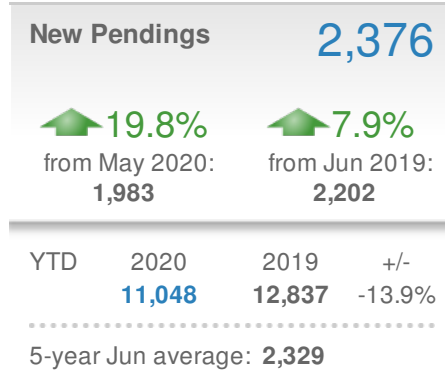 New Pendings 2,376
19.8% 7.9%
from May 2020: from Jun 2019:
1,983 2,202
YTD 2020 2019 +/-
11,048 12,837 -13.9%
5-year Jun average: 2,329